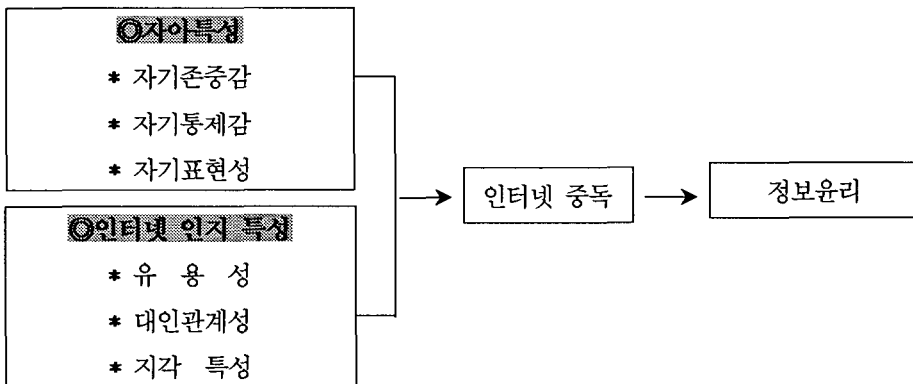 ◎자아특성
* 자기존중감
* 자기통제감
* 자기표현성
인터넷 중독
정보윤리
◎인터넷 인지 특성
* 유 용 성
* 대인관계성
* 지각 특성